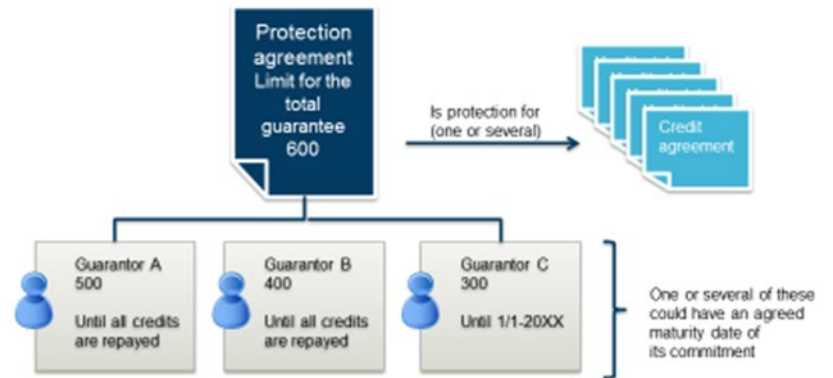 Protection
agreement
Limit for the
total
guarantee
600
Is protection for
(one or several)
Credit
agreement
Guarantor A
500
Until all credits
are repayed
Guarantor B
400
Until all credits
are repayed
Guarantor C
300
Until 1/1-20XX
One or several of these
could have an agreed
maturity date of
its commitment